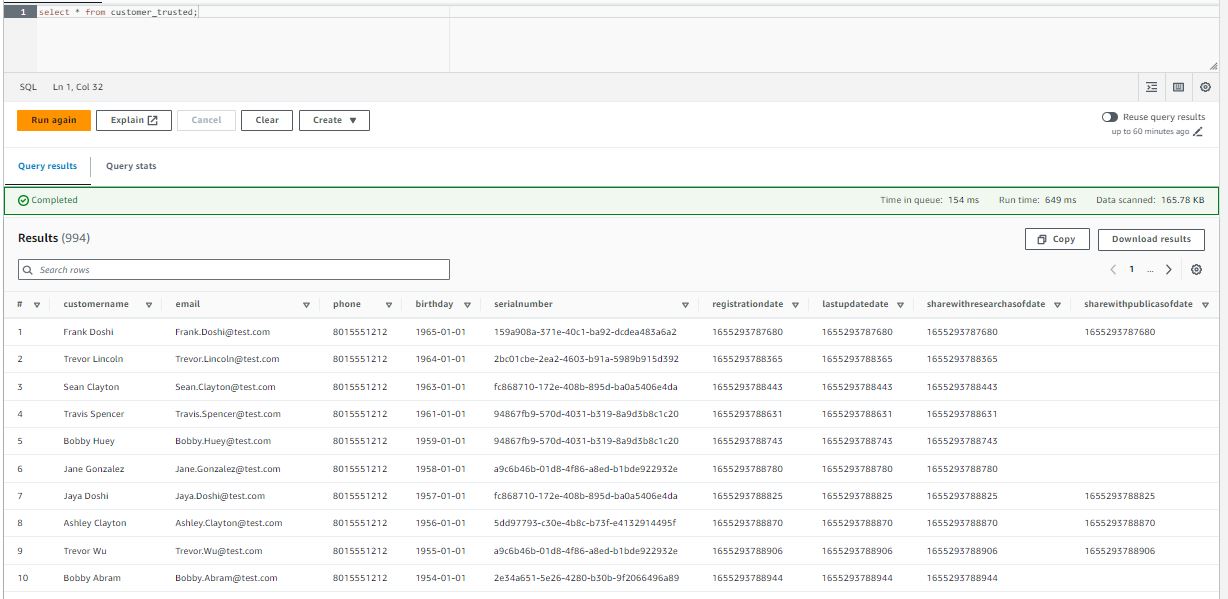 1 select * from customer_trusted;
SQL Ln 1, Col 32
Run again Explain Cancel Clear Create Reuse query results
up to 60 minutes ago
Query results Query stats
Completed Time in queue: 154 ms Run time: 649 ms Data scanned: 165.78 KB
Results (994) Copy Download results
Search rows 1 ...
# customername email phone birthday serialnumber registrationdate lastupdatedate sharewithresearchasofdate sharewithpublicasofdate
1 Frank Doshi Frank.Doshi@test.com 8015551212 1965-01-01 159a908a-371e-40c1-ba92-dcdea483a6a2 1655293787680 1655293787680 1655293787680 1655293787680
2 Trevor Lincoln Trevor.Lincoln@test.com 8015551212 1964-01-01 2bc01cbe-2ea2-4603-b91a-5989b915d392 1655293788365 1655293788365 1655293788365
3 Sean Clayton Sean.Clayton@test.com 8015551212 1963-01-01 fc868710-172e-408b-895d-ba0a5406e4da 1655293788443 1655293788443 1655293788443
4 Travis Spencer Travis.Spencer@test.com 8015551212 1961-01-01 94867fb9-570d-4031-b319-8a9d3b8c1c20 1655293788631 1655293788631 1655293788631
5 Bobby Huey Bobby.Huey@test.com 8015551212 1959-01-01 94867fb9-570d-4031-b319-8a9d3b8c1c20 1655293788743 1655293788743 1655293788743
6 Jane Gonzalez Jane.Gonzalez@test.com 8015551212 1958-01-01 a9c6b46b-01d8-4f86-a8ed-b1bde922932e 1655293788780 1655293788780 1655293788780
7 Jaya Doshi Jaya.Doshi@test.com 8015551212 1957-01-01 fc868710-172e-408b-895d-ba0a5406e4da 1655293788825 1655293788825 1655293788825 1655293788825
8 Ashley Clayton Ashley.Clayton@test.com 8015551212 1956-01-01 5dd97793-c30e-4b8c-b73f-e4132914495f 1655293788870 1655293788870 1655293788870 1655293788870
9 Trevor Wu Trevor.Wu@test.com 8015551212 1955-01-01 a9c6b46b-01d8-4f86-a8ed-b1bde922932e 1655293788906 1655293788906 1655293788906 1655293788906
10 Bobby Abram Bobby.Abram@test.com 8015551212 1954-01-01 2e34a651-5e26-4280-b30b-9f2066496a89 1655293788944 1655293788944 1655293788944